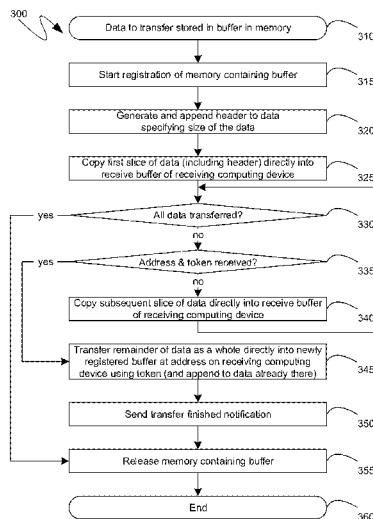 300
Data to transfer stored in buffer in memory
310
Start registration of memory containing buffer
315
Generate and append header to data
specifying size of the data
320
Copy first slice of data (including header) directly into
receive buffer of receiving computing device
325
yes
All data transferred?
330
no
yes
Address & token received?
335
no
Copy subsequent slice of data directly into receive buffer
of receiving computing device
340
Transfer remainder of data as a whole directly into newly
registered buffer at address on receiving computing
device using token (and append to data already there)
345
Send transfer finished notification
350
Release memory containing buffer
355
End
360